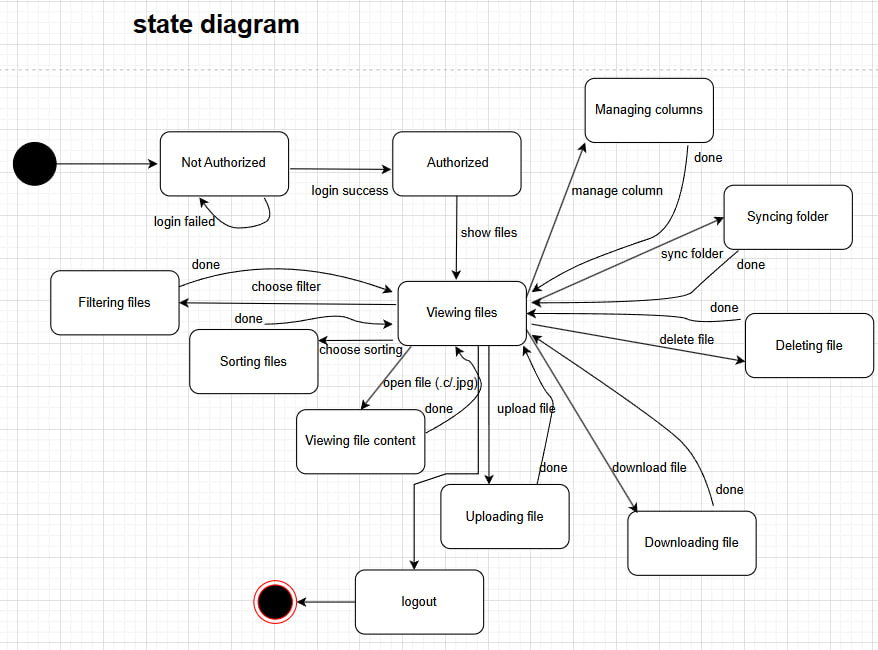 state diagram
Managing columns
Not Authorized
Authorized
done
login success
manage column
Syncing folder
login failed
show files
sync folder
done
done
choose filter
Filtering files
Viewing files
done
done
delete file
Deleting file
choose sorting
Sorting files
open file (.c/.jpg)
done
upload file
Viewing file content
done
download file
done
Uploading file
Downloading file
logout